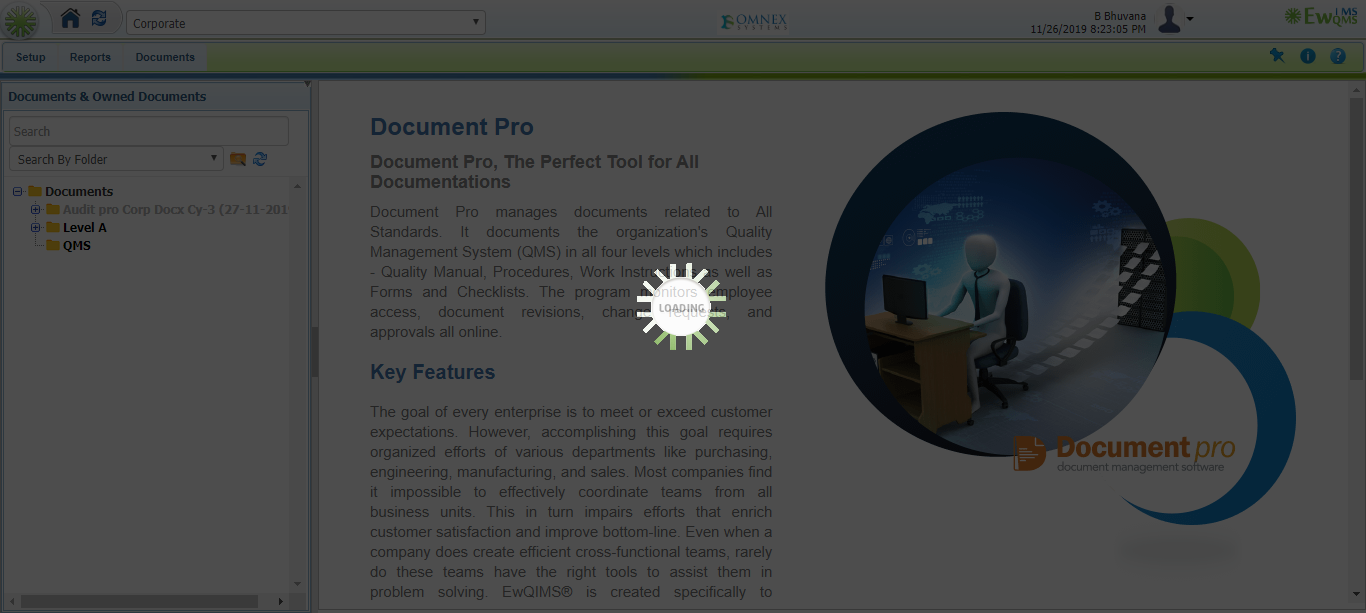 Corporate
OMNEX
SYSTEMS
B Bhuvana
11/26/2019 8:23:05 PM
IMS
EwQMS
Setup Reports Documents
Documents & Owned Documents
Search
Search By Folder
Documents
Audit pro Corp Docx Cy-3 (27-11-201
Level A
QMS
Document Pro
Document Pro, The Perfect Tool for All
Documentations
Document Pro manages documents related to All
Standards. It documents the organization's Quality
Management System (QMS) in all four levels which includes
- Quality Manual, Procedures, Work Instructions as well as
Forms and Checklists. The program monitors employee
access, document revisions, change requests, and
approvals all online.
LOADING
Key Features
The goal of every enterprise is to meet or exceed customer
expectations. However, accomplishing this goal requires
organized efforts of various departments like purchasing,
engineering, manufacturing, and sales. Most companies find
it impossible to effectively coordinate teams from all
business units. This in turn impairs efforts that enrich
customer satisfaction and improve bottom-line. Even when a
company does create efficient cross-functional teams, rarely
do these teams have the right tools to assist them in
problem solving. EwQIMS® is created specifically to
Document pro
document management software